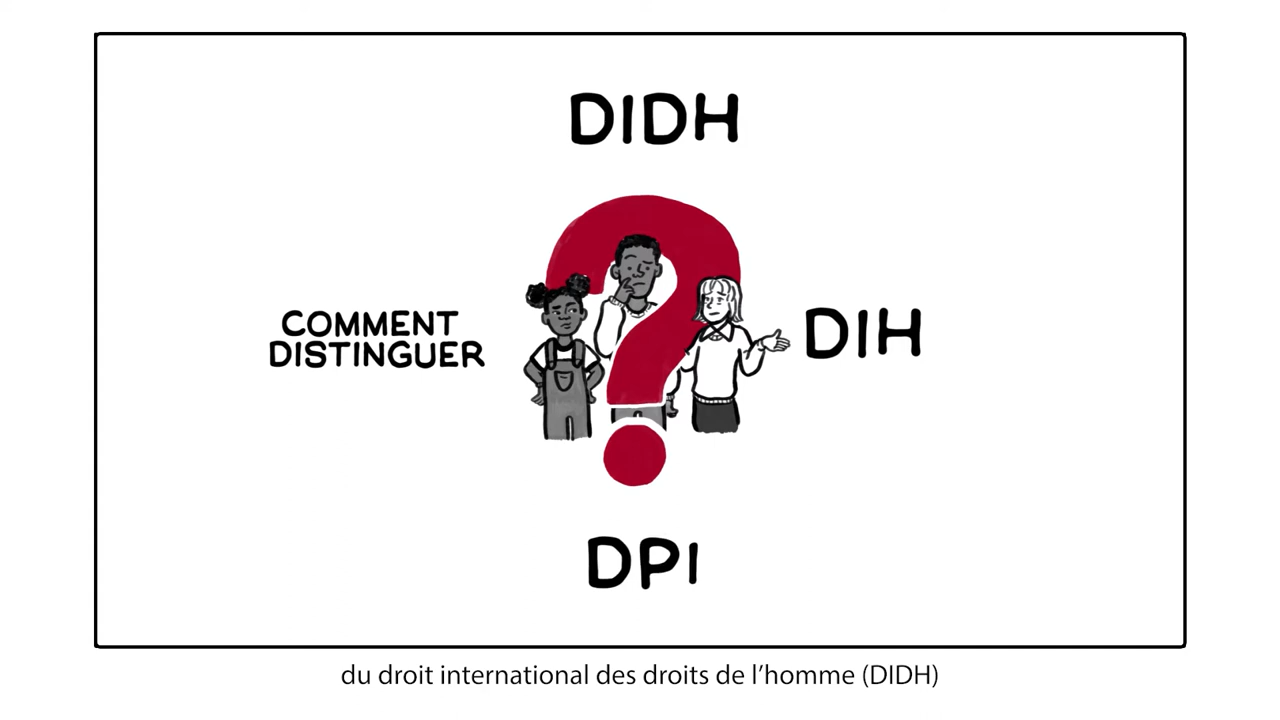 DIDH
COMMENT
DISTINGUER
DIH
DPI
du droit international des droits de l’homme (DIDH)